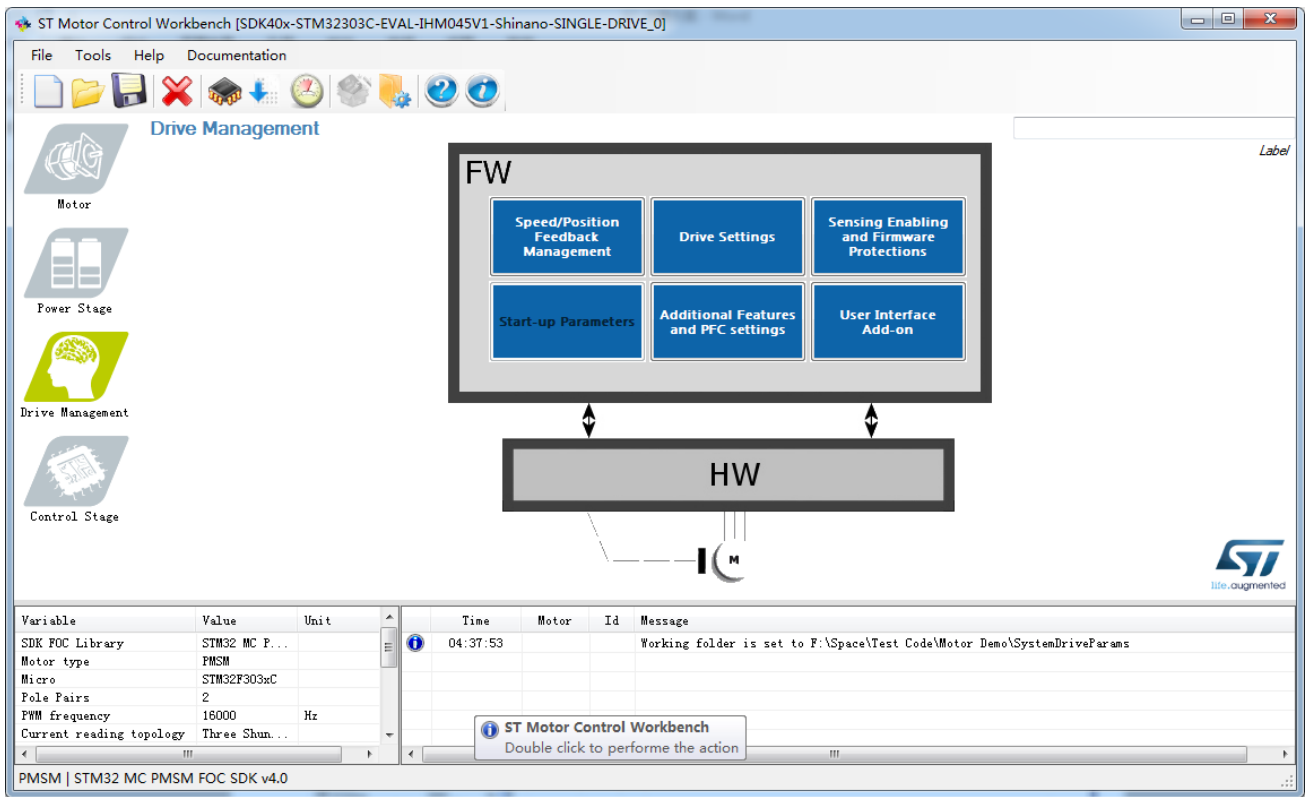 ST Motor Control Workbench [SDK40x-STM32303C-EVAL-IHM045V1-Shinano-SINGLE-DRIVE_0]
File Tools Help Documentation
Drive Management
Label
Motor
Power Stage
Drive Management
Control Stage
FW
Speed/Position
Feedback
Management
Drive Settings
Sensing Enabling
and Firmware
Protections
Start-up Parameters
Additional Features
and PFC settings
User Interface
Add-on
HW
M
ST
life.augmented
Variable Value Unit
SDK FOC Library STM32 MC P...
Motor type PMSM
Micro STM32F303xC
Pole Pairs 2
PWM frequency 16000 Hz
Current reading topology Three Shun...
Time Motor Id Message
04:37:53 Working folder is set to F:\Space\Test Code\Motor Demo\SystemDriveParams
ST Motor Control Workbench
Double click to performe the action
PMSM | STM32 MC PMSM FOC SDK v4.0